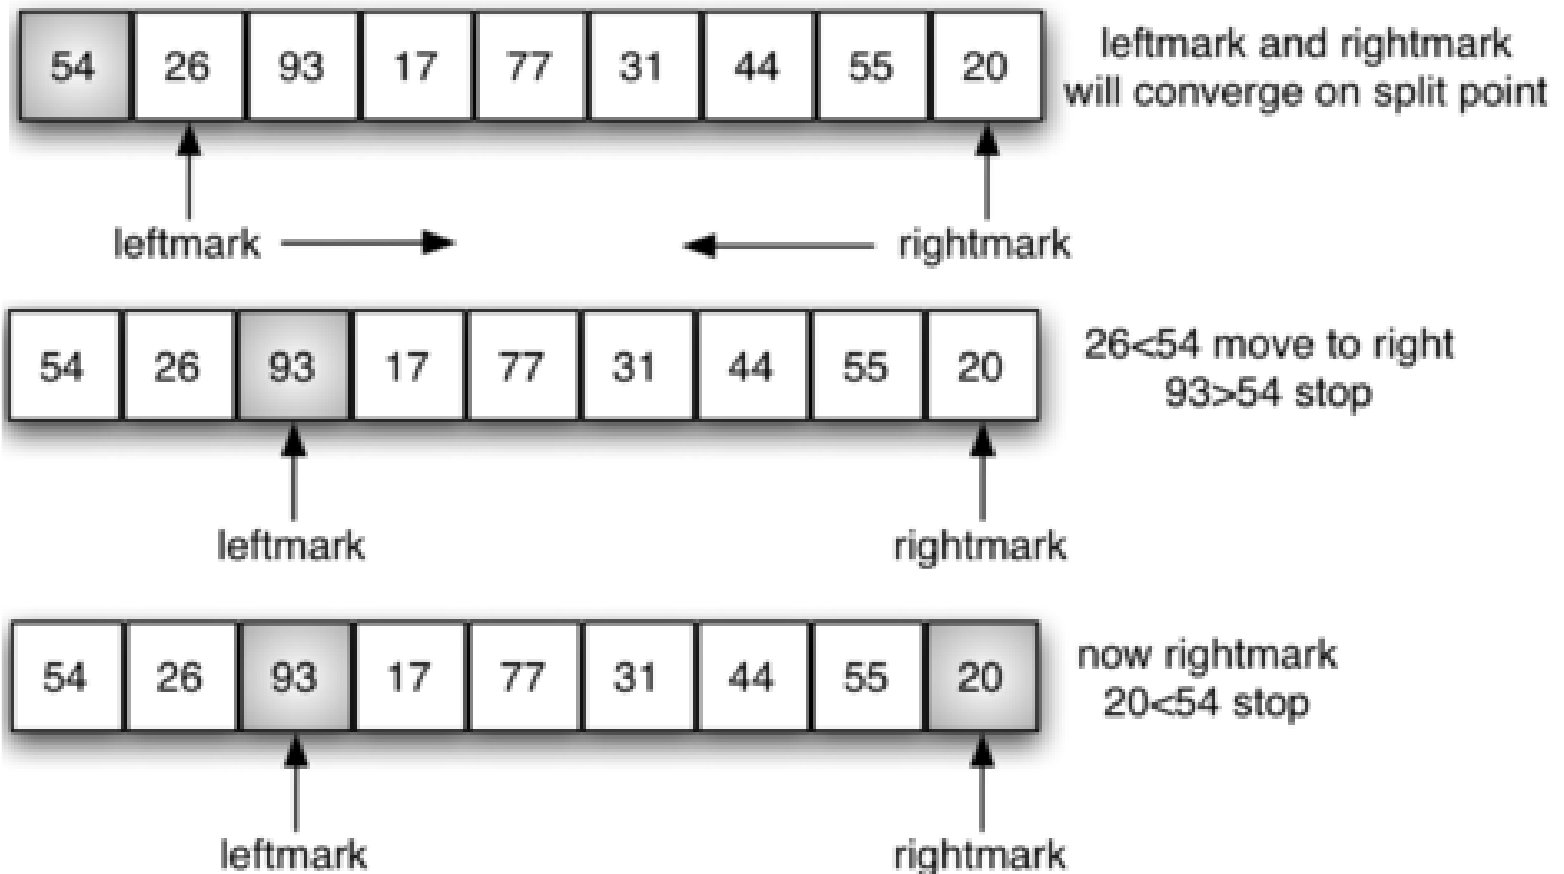 54 26 93 17 77 31 44 55 20
leftmark and rightmark
will converge on split point
leftmark
rightmark
54 26 93 17 77 31 44 55 20
26<54 move to right
93>54 stop
leftmark
rightmark
54 26 93 17 77 31 44 55 20
now rightmark
20<54 stop
leftmark
rightmark